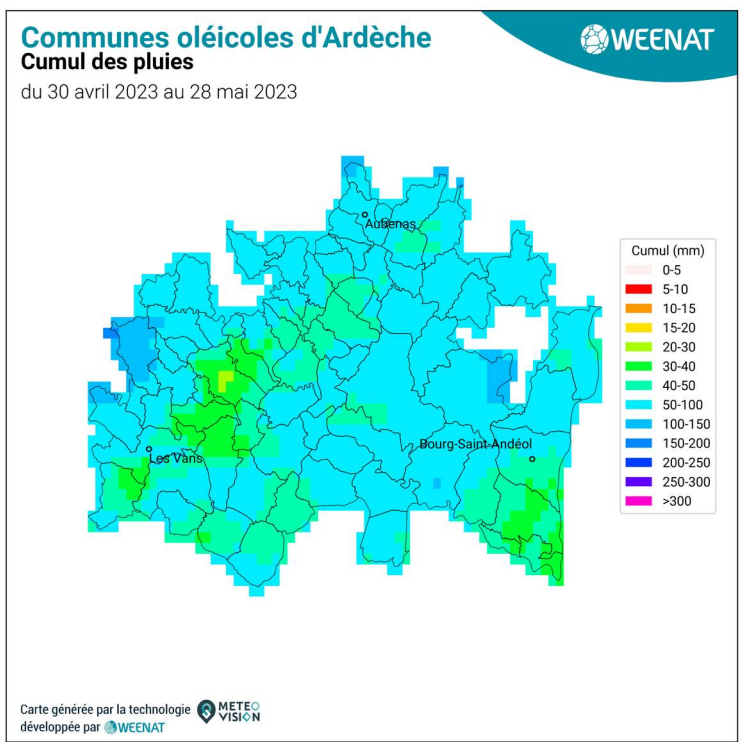 Communes oléicoles d'Ardèche
WEENAT
Cumul des pluies
du 30 avril 2023 au 28 mai 2023
Aubenas
Cumul (mm)
0-5
5-10
10-15
15-20
20-30
30-40
40-50
50-100
100-150
150-200
200-250
250-300
>300
Bourg-Saint-Andéol
Les Vans
Carte générée par la technologie METEO
VISION
développée par WEENAT